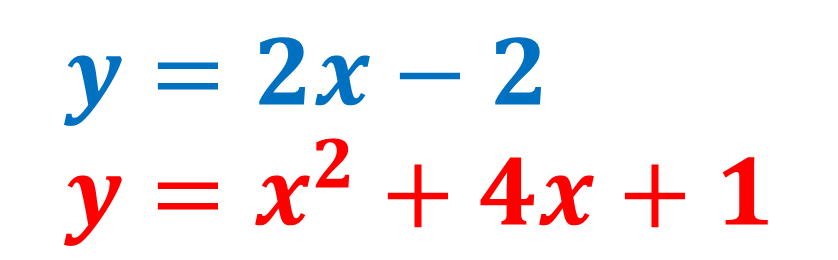 y = 2x − 2
y = x² + 4x + 1